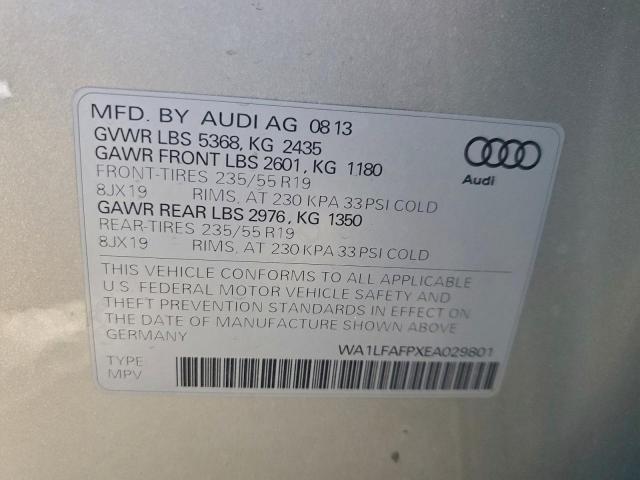 MFD. BY AUDI AG 08 13
GVWR LBS 5368, KG 2435
GAWR FRONT LBS 2601, KG 1180
FRONT-TIRES 235/55 R19
8JX19 RIMS, AT 230 KPA 33 PSI COLD
GAWR REAR LBS 2976, KG 1350
REAR-TIRES 235/55 R19
8JX19 RIMS, AT 230 KPA 33 PSI COLD
Audi
THIS VEHICLE CONFORMS TO ALL APPLICABLE
U.S. FEDERAL MOTOR VEHICLE SAFETY AND
THEFT PREVENTION STANDARDS IN EFFECT ON
THE DATE OF MANUFACTURE SHOWN ABOVE
GERMANY
WA1LFAFPXEA029801
TYPE
MPV